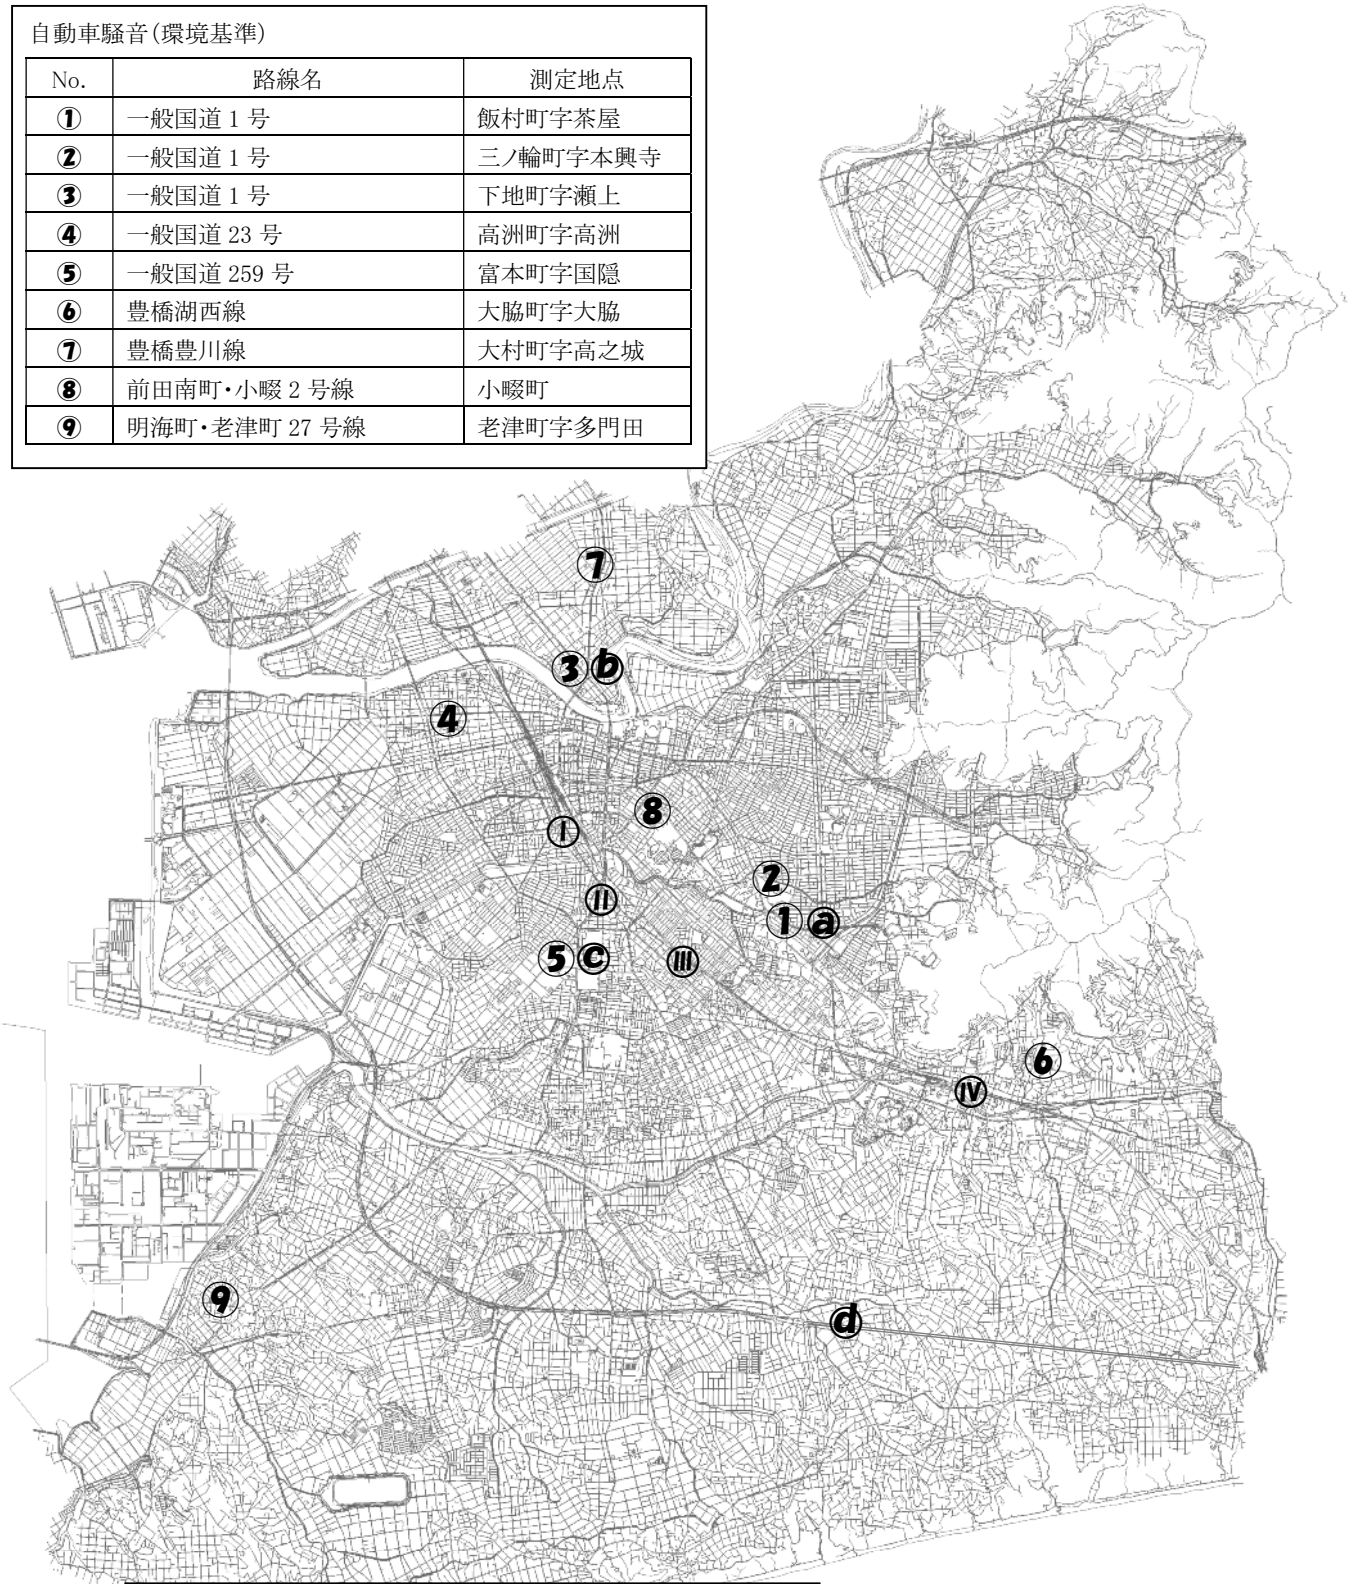 自動車騒音(環境基準)
No. 路線名 測定地点
① 一般国道 1 号 飯村町字茶屋
② 一般国道 1 号 三ノ輪町字本興寺
③ 一般国道 1 号 下地町字瀬上
④ 一般国道 23 号 高洲町字高洲
⑤ 一般国道 259 号 富本町字国隠
⑥ 豊橋湖西線 大脇町字大脇
⑦ 豊橋豊川線 大村町字高之城
⑧ 前田南町・小畷 2 号線 小畷町
⑨ 明海町・老津町 27 号線 老津町字多門田
⑦
③ ⓑ
④
⑧
Ⅰ
②
Ⅱ
① ⓐ
⑤ ⓒ Ⅲ
⑥
Ⅳ
⑨
ⓓ